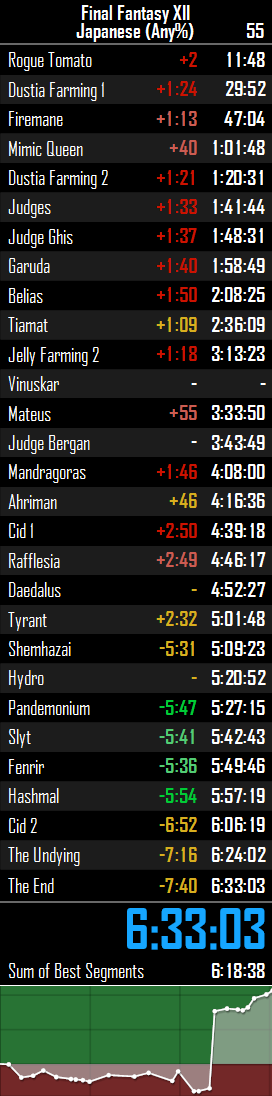 Final Fantasy XII
Japanese (Any%) 55
Rogue Tomato +2 11:48
Dustia Farming 1 +1:24 29:52
Firemane +1:13 47:04
Mimic Queen +40 1:01:48
Dustia Farming 2 +1:21 1:20:31
Judges +1:33 1:41:44
Judge Ghis +1:37 1:48:31
Garuda +1:40 1:58:49
Belias +1:50 2:08:25
Tiamat +1:09 2:36:09
Jelly Farming 2 +1:18 3:13:23
Vinuskar - -
Mateus +55 3:33:50
Judge Bergan - 3:43:49
Mandragoras +1:46 4:08:00
Ahriman +46 4:16:36
Cid 1 +2:50 4:39:18
Rafflesia +2:49 4:46:17
Daedalus - 4:52:27
Tyrant +2:32 5:01:48
Shemhazai -5:31 5:09:23
Hydro - 5:20:52
Pandemonium -5:47 5:27:15
Slyt -5:41 5:42:43
Fenrir -5:36 5:49:46
Hashmal -5:54 5:57:19
Cid 2 -6:52 6:06:19
The Undying -7:16 6:24:02
The End -7:40 6:33:03
6:33:03
Sum of Best Segments 6:18:38